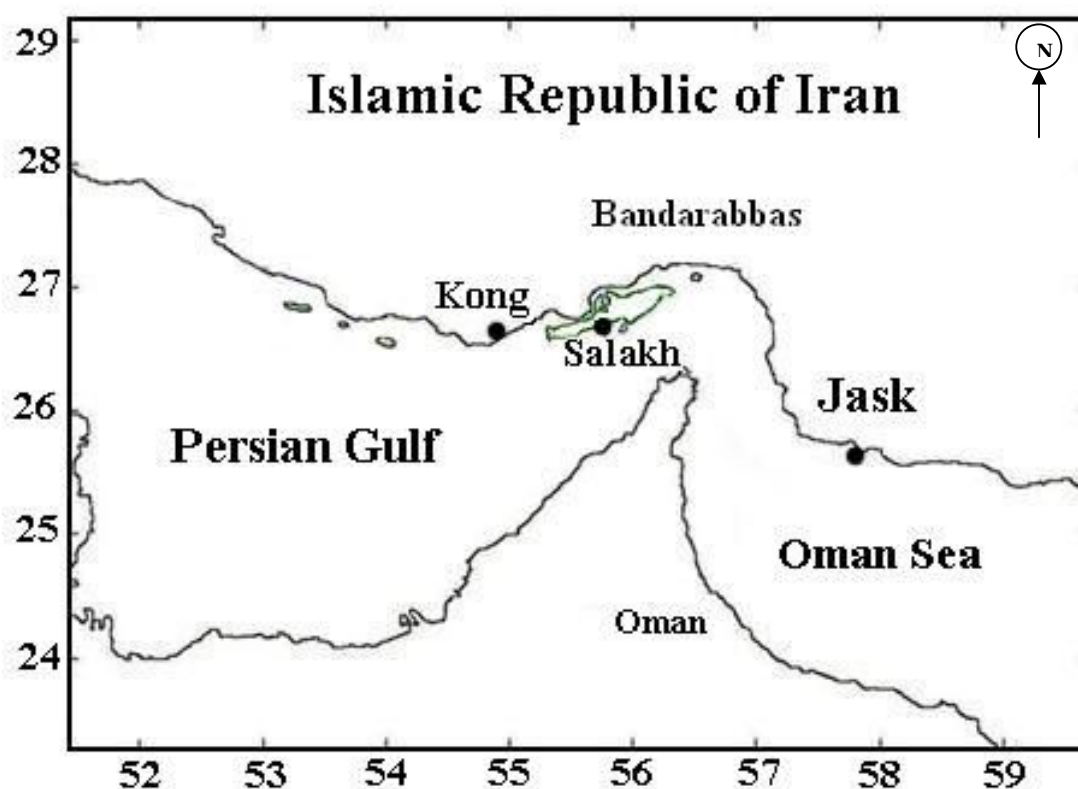 N
29
Islamic Republic of Iran
28
Bandarabbas
27
Kong
Salakh
26
Jask
Persian Gulf
25
Oman Sea
Oman
24
52 53 54 55 56 57 58 59